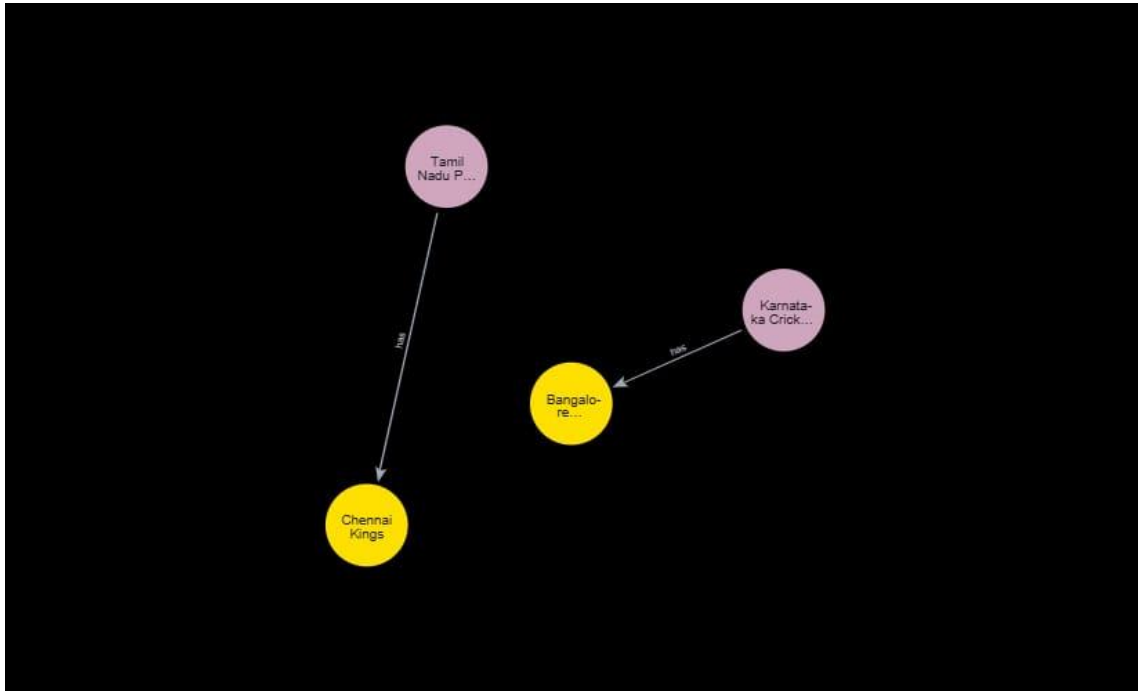 Tamil
Nadu P...
has
Karnata-
ka Crick...
has
Bangalo-
re...
Chennai
Kings